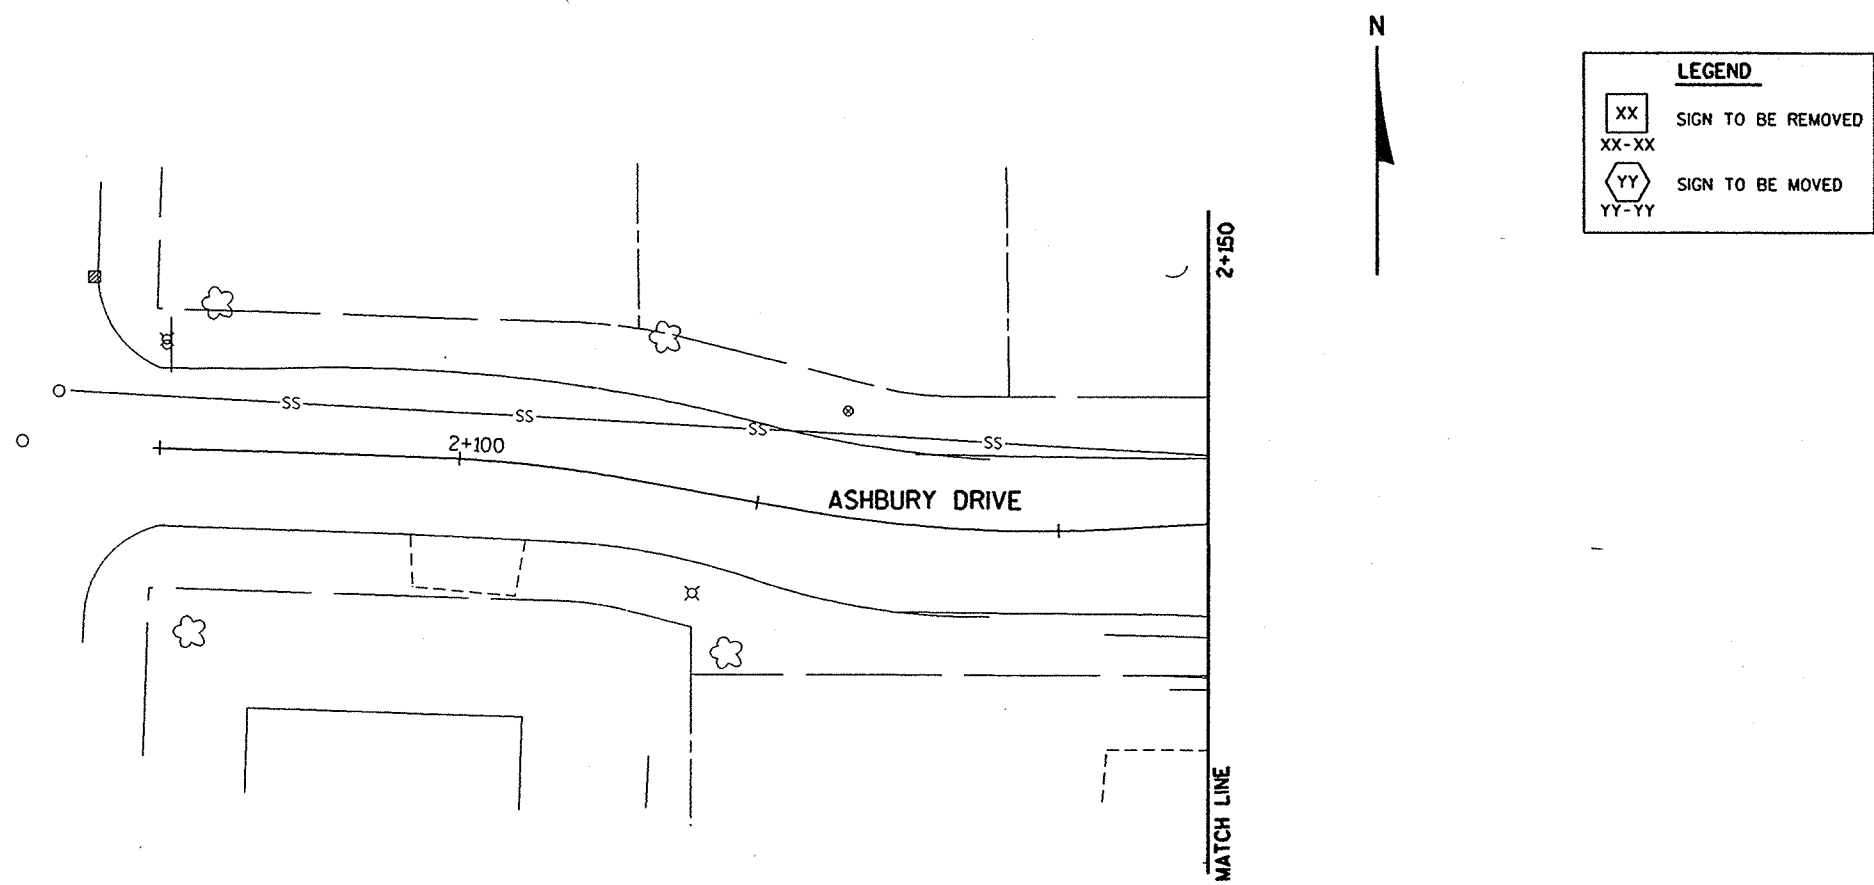 N
LEGEND
XX
XX-XX
SIGN TO BE REMOVED
YY
YY-YY
SIGN TO BE MOVED
2+150
SS
SS
SS
SS
2+100
ASHBURY DRIVE
MATCH LINE